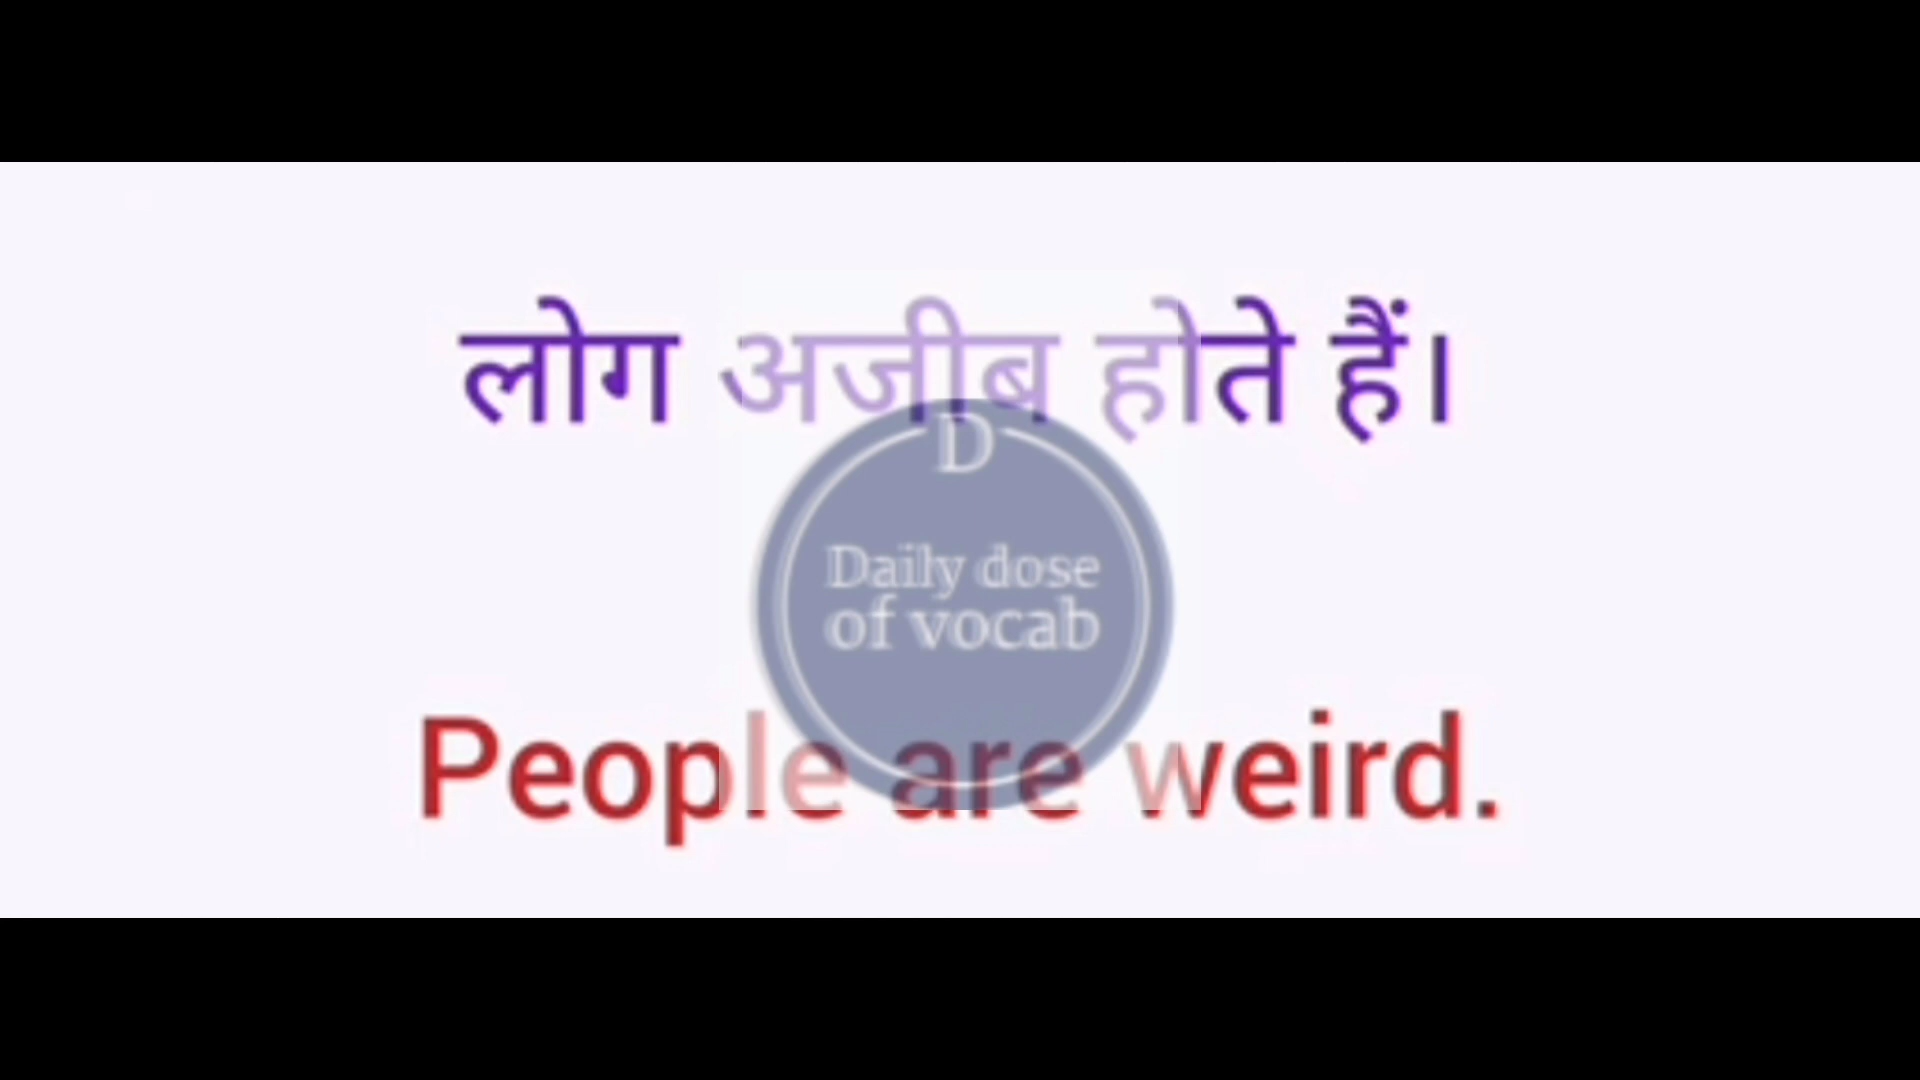 लोग अजीब होते हैं।
D
Daily dose
of vocab
People are weird.